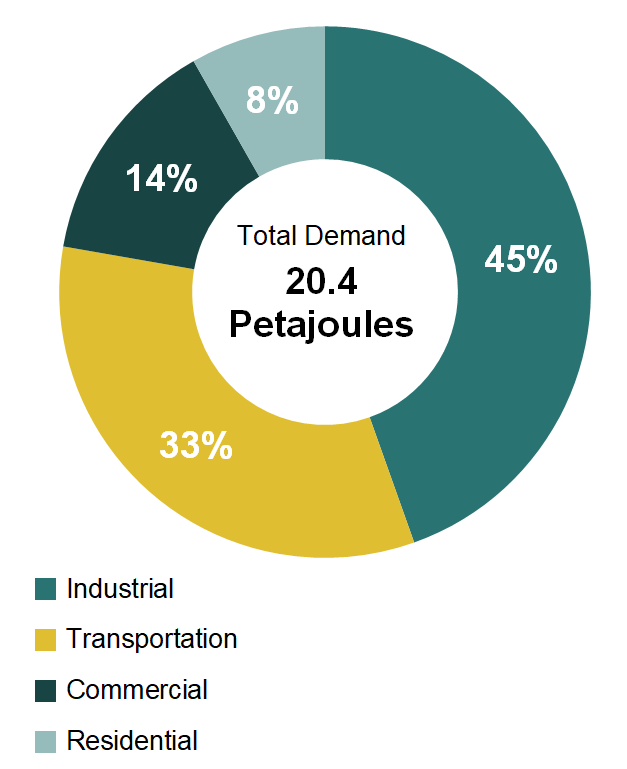 8%
14%
45%
33%
Total Demand
20.4
Petajoules
Industrial
Transportation
Commercial
Residential